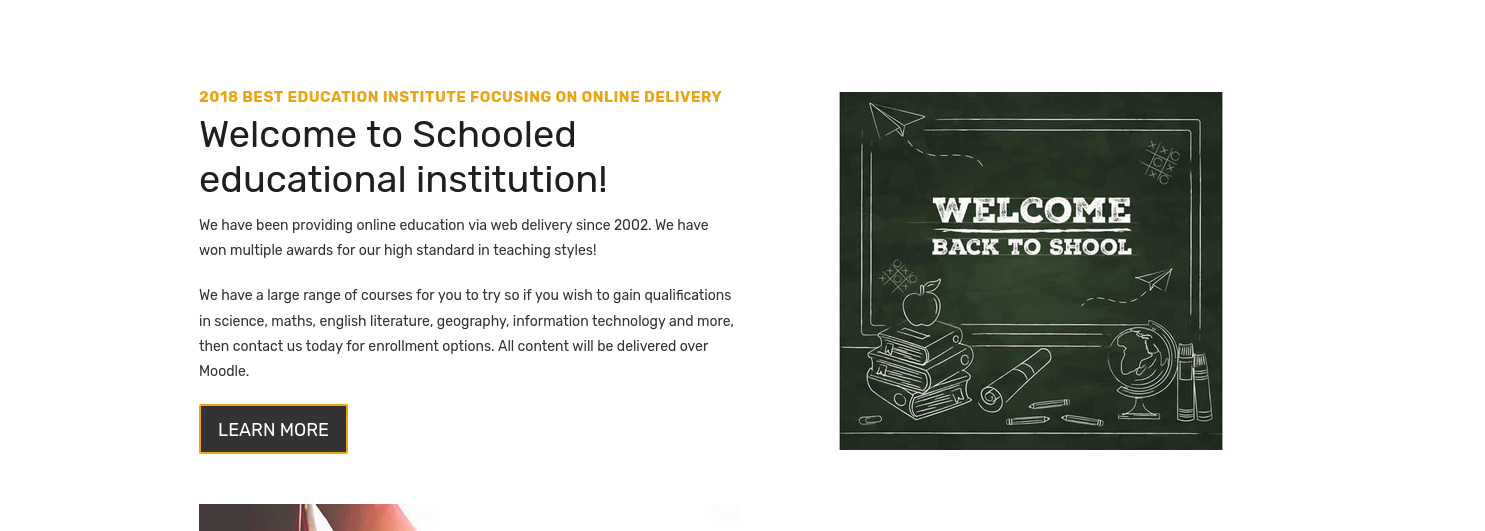 2018 BEST EDUCATION INSTITUTE FOCUSING ON ONLINE DELIVERY
Welcome to Schooled
educational institution!
We have been providing online education via web delivery since 2002. We have
won multiple awards for our high standard in teaching styles!
We have a large range of courses for you to try so if you wish to gain qualifications
in science, maths, english literature, geography, information technology and more,
then contact us today for enrollment options. All content will be delivered over
Moodle.
LEARN MORE
WELCOME
BACK TO SHOOL